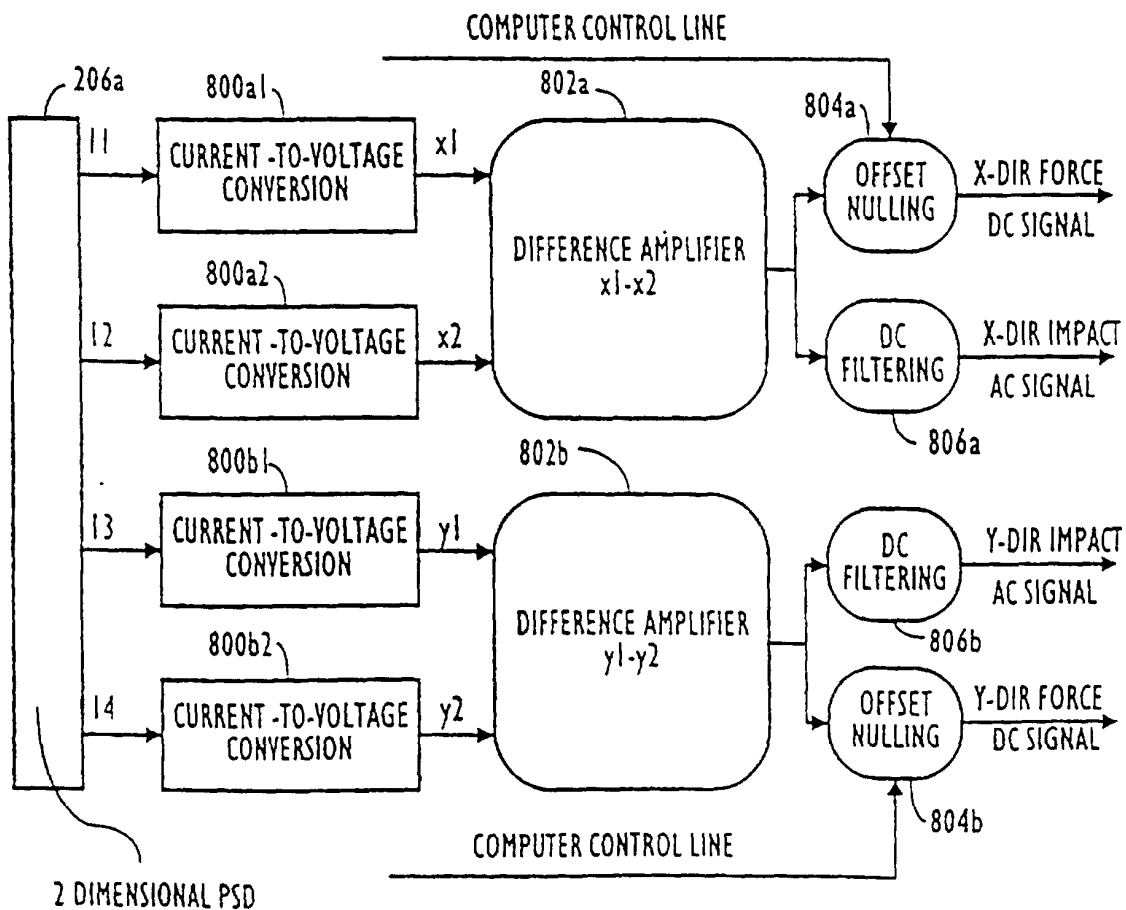 COMPUTER CONTROL LINE
206a
800a1
802a
804a
I1
CURRENT-TO-VOLTAGE
CONVERSION
x1
OFFSET
NULLING
X-DIR FORCE
DC SIGNAL
DIFFERENCE AMPLIFIER
x1-x2
800a2
I2
CURRENT-TO-VOLTAGE
CONVERSION
x2
DC
FILTERING
X-DIR IMPACT
AC SIGNAL
806a
800b1
802b
I3
CURRENT-TO-VOLTAGE
CONVERSION
y1
DC
FILTERING
Y-DIR IMPACT
AC SIGNAL
DIFFERENCE AMPLIFIER
y1-y2
806b
800b2
I4
CURRENT-TO-VOLTAGE
CONVERSION
y2
OFFSET
NULLING
Y-DIR FORCE
DC SIGNAL
804b
COMPUTER CONTROL LINE
2 DIMENSIONAL PSD